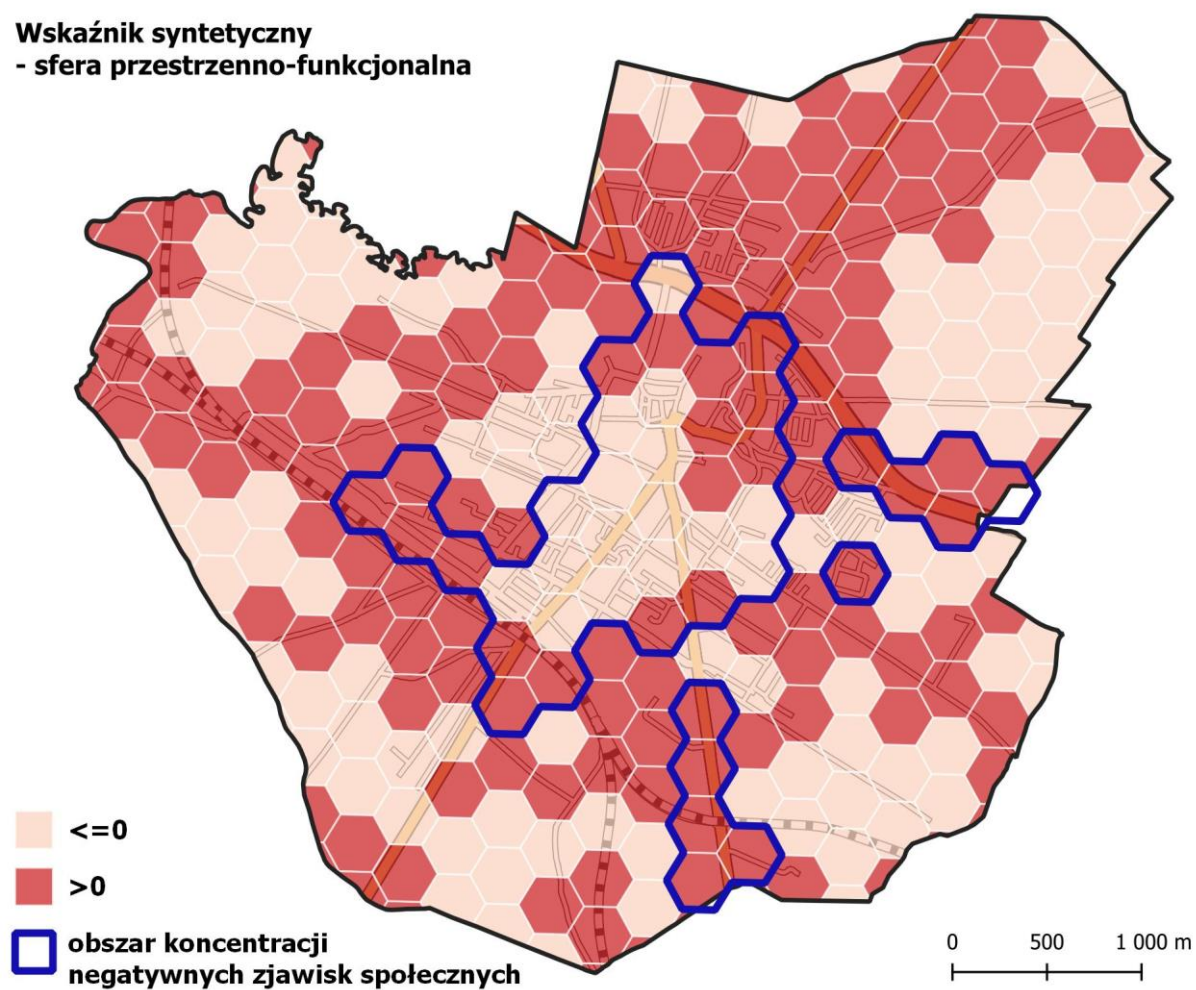 Wskaźnik syntetyczny
- sfera przestrzenno-funkcjonalna
<=0
>0
obszar koncentracji
negatywnych zjawisk społecznych
0 500 1 000 m